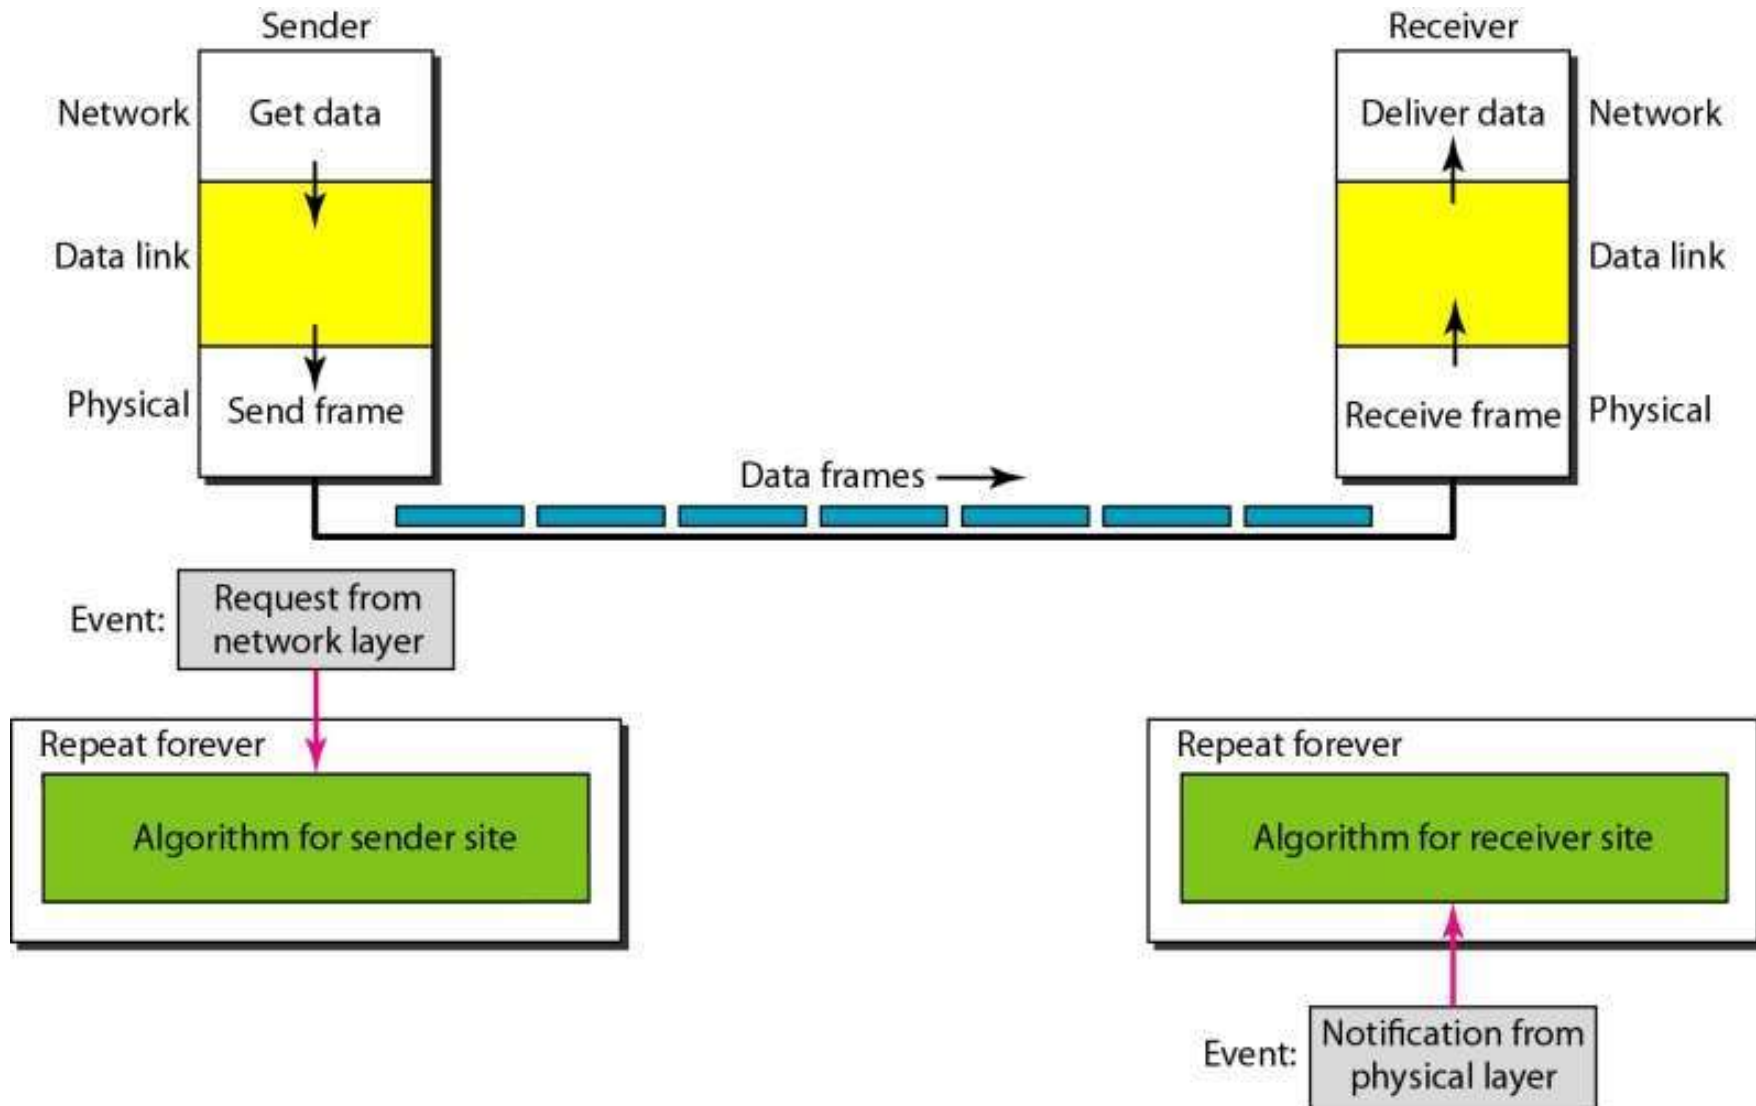 Sender
Receiver
Network
Get data
Deliver data
Network
Data link
Data link
Physical
Send frame
Receive frame
Physical
Data frames
Event:
Request from
network layer
Repeat forever
Algorithm for sender site
Repeat forever
Algorithm for receiver site
Event:
Notification from
physical layer